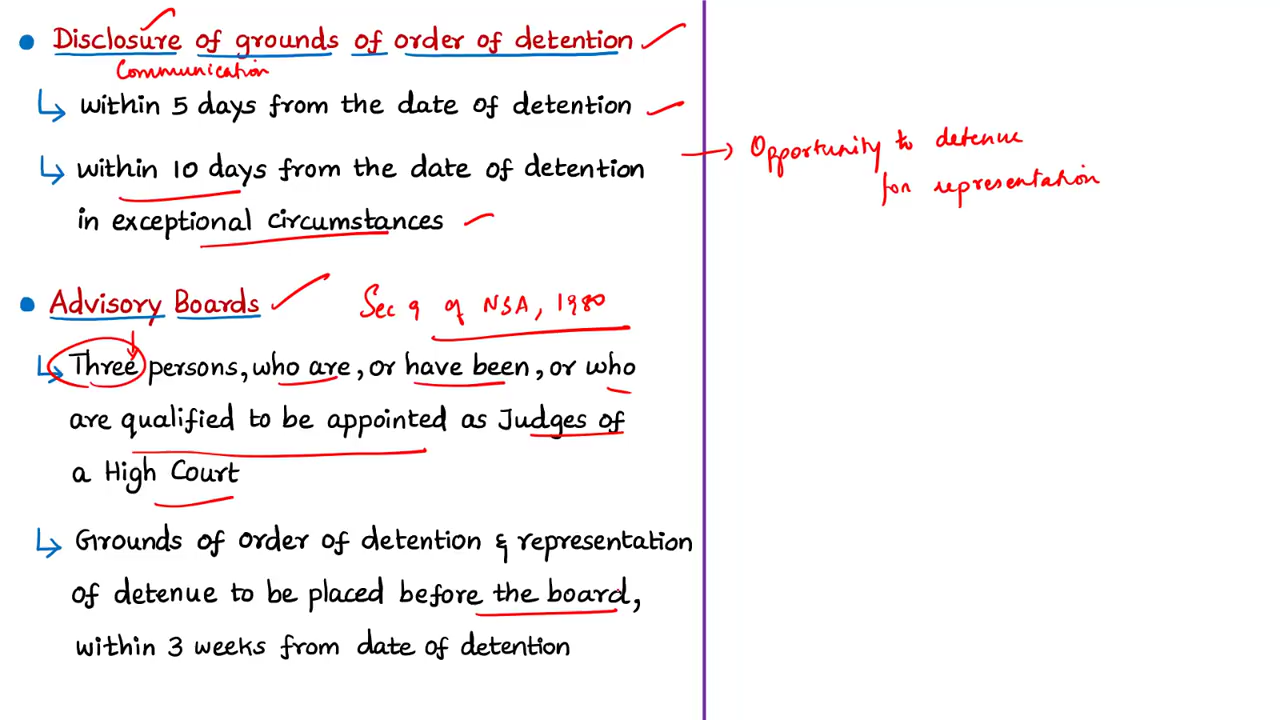 Disclosure of grounds of order of detention
Communication
within 5 days from the date of detention
within 10 days from the date of detention
in exceptional circumstances
Opportunity to detenue
for representation
Advisory Boards
Sec 9 of NSA, 1980
Three persons, who are, or have been, or who
are qualified to be appointed as Judges of
a High Court
Grounds of order of detention & representation
of detenue to be placed before the board,
within 3 weeks from date of detention